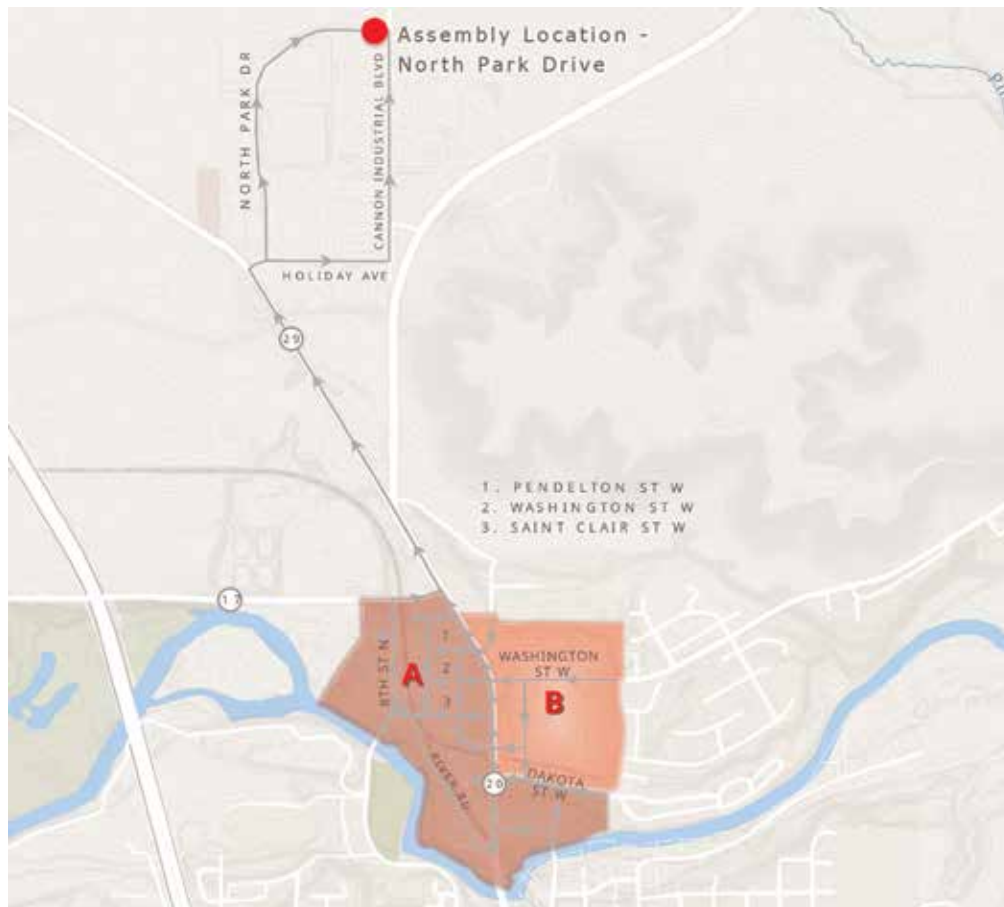 Assembly Location -
North Park Drive
NORTH PARK DR
CANNON INDUSTRIAL BLVD
HOLIDAY AVE
29
1. PENDELTON ST W
2. WASHINGTON ST W
3. SAINT CLAIR ST W
17
8TH ST N
A
1
2
3
WASHINGTON
ST W
B
RIVER RD
20
DAKOTA
ST W